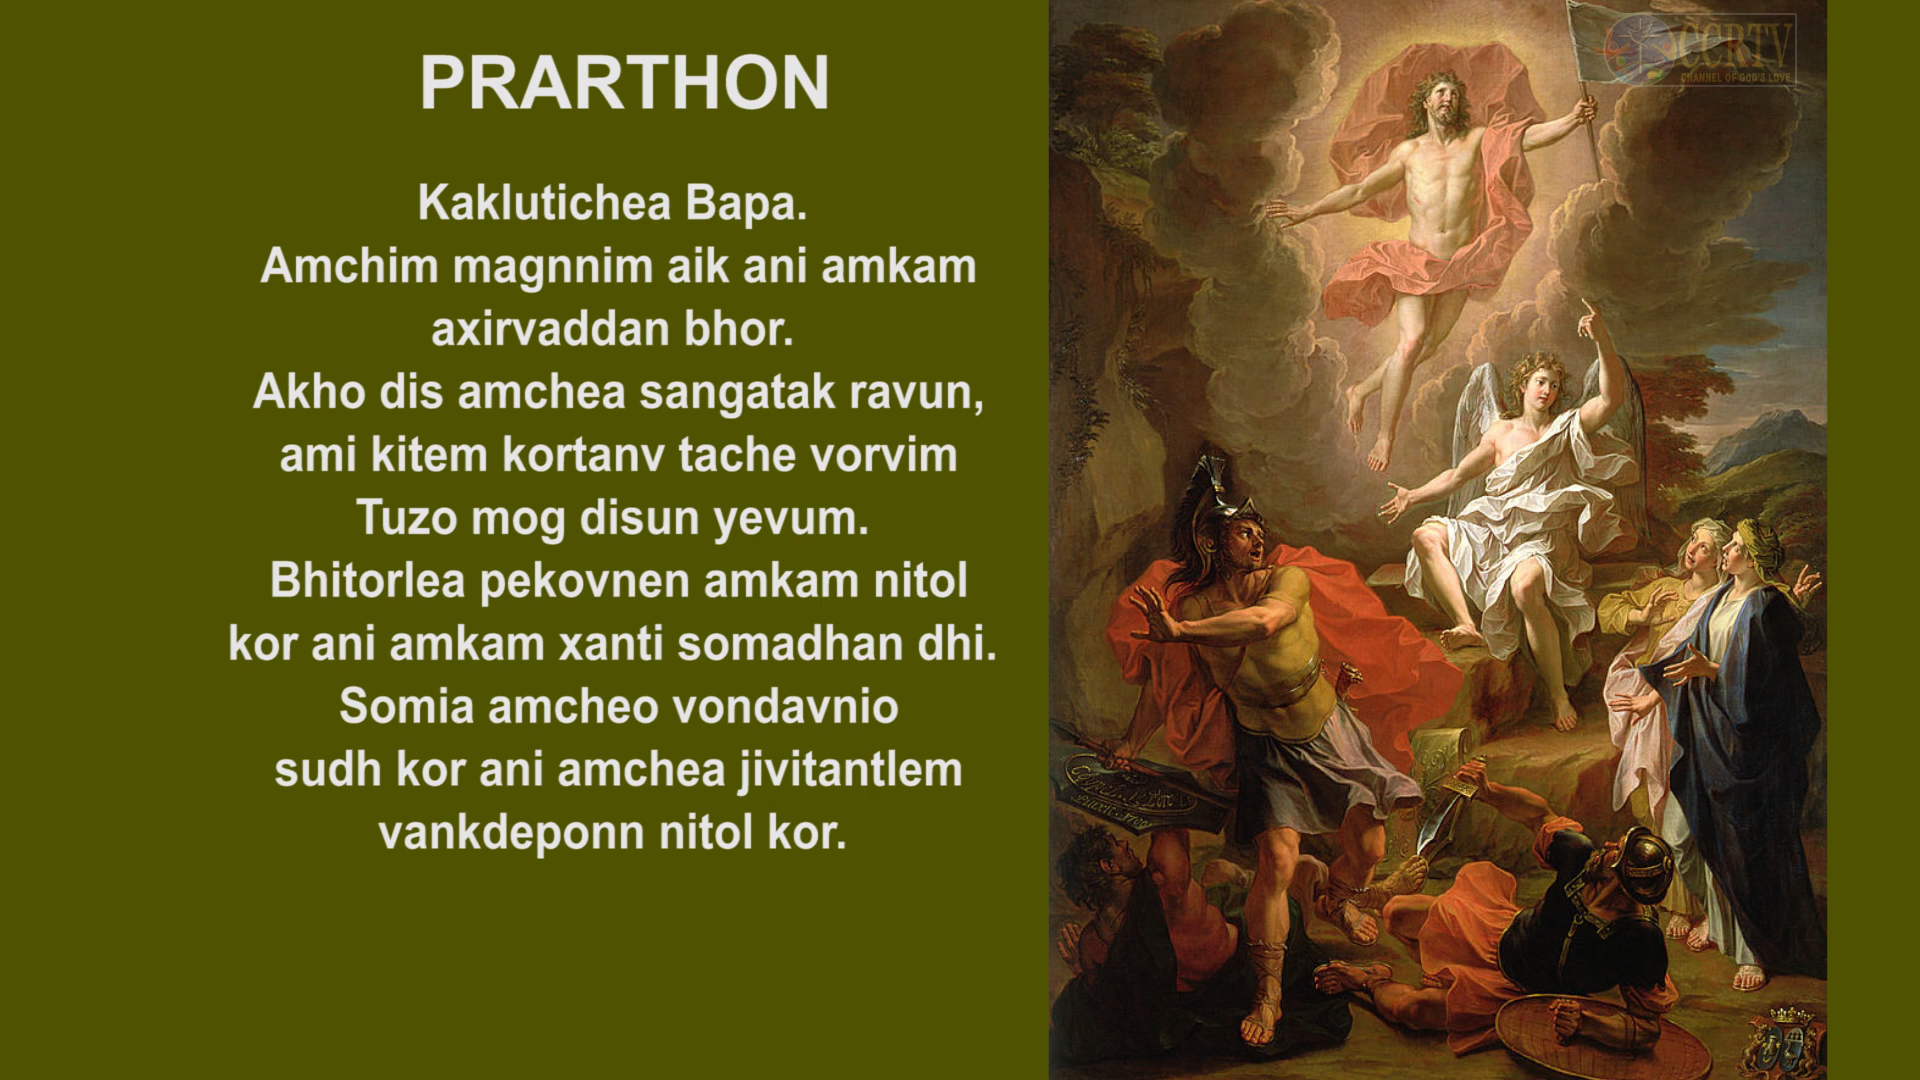 PRARTHON
Kaklutichea Bapa.
Amchim magnnim aik ani amkam
axirvaddan bhor.
Akho dis amchea sangatak ravun,
ami kitem kortanv tache vorvim
Tuzo mog disun yevum.
Bhitorlea pekovnen amkam nitol
kor ani amkam xanti somadhan dhi.
Somia amcheo vondavnio
sudh kor ani amchea jivitantlem
vankdeponn nitol kor.
CCRTV
CHANNEL OF GOD'S LOVE